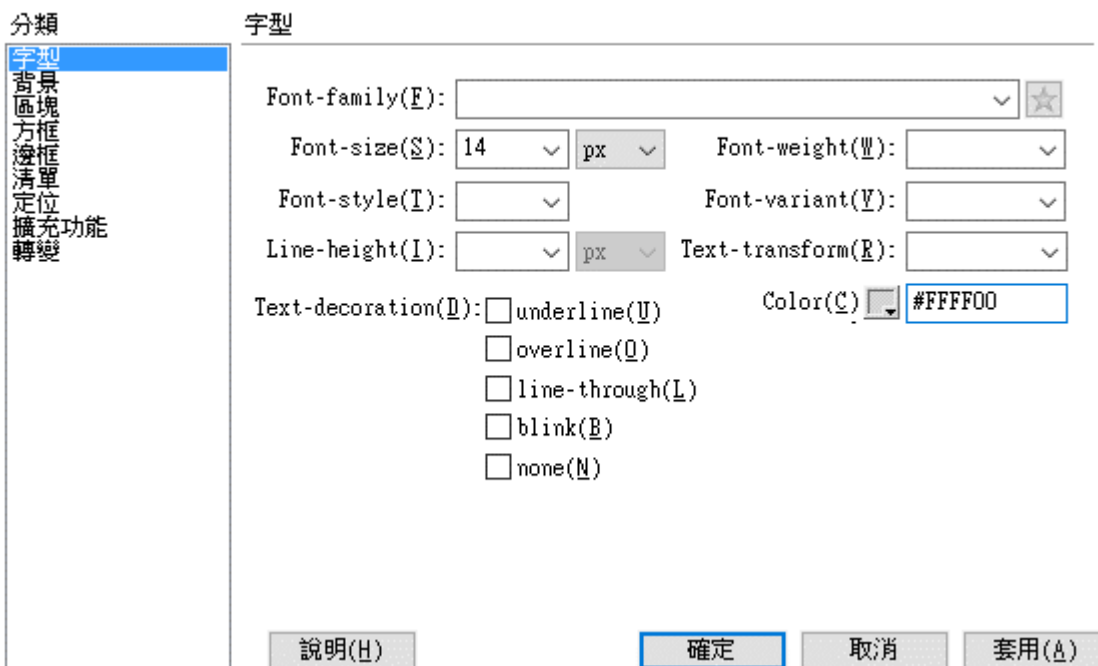 分類
字型
背景
區塊
方框
邊框
清單
定位
擴充功能
轉變
字型
Font-family(F):
Font-size(S): 14 px Font-weight(W):
Font-style(T): Font-variant(V):
Line-height(I): px Text-transform(R):
Text-decoration(D): underline(U) Color(C) #FFFF00
overline(O)
line-through(L)
blink(B)
none(N)
說明(H) 確定 取消 套用(A)